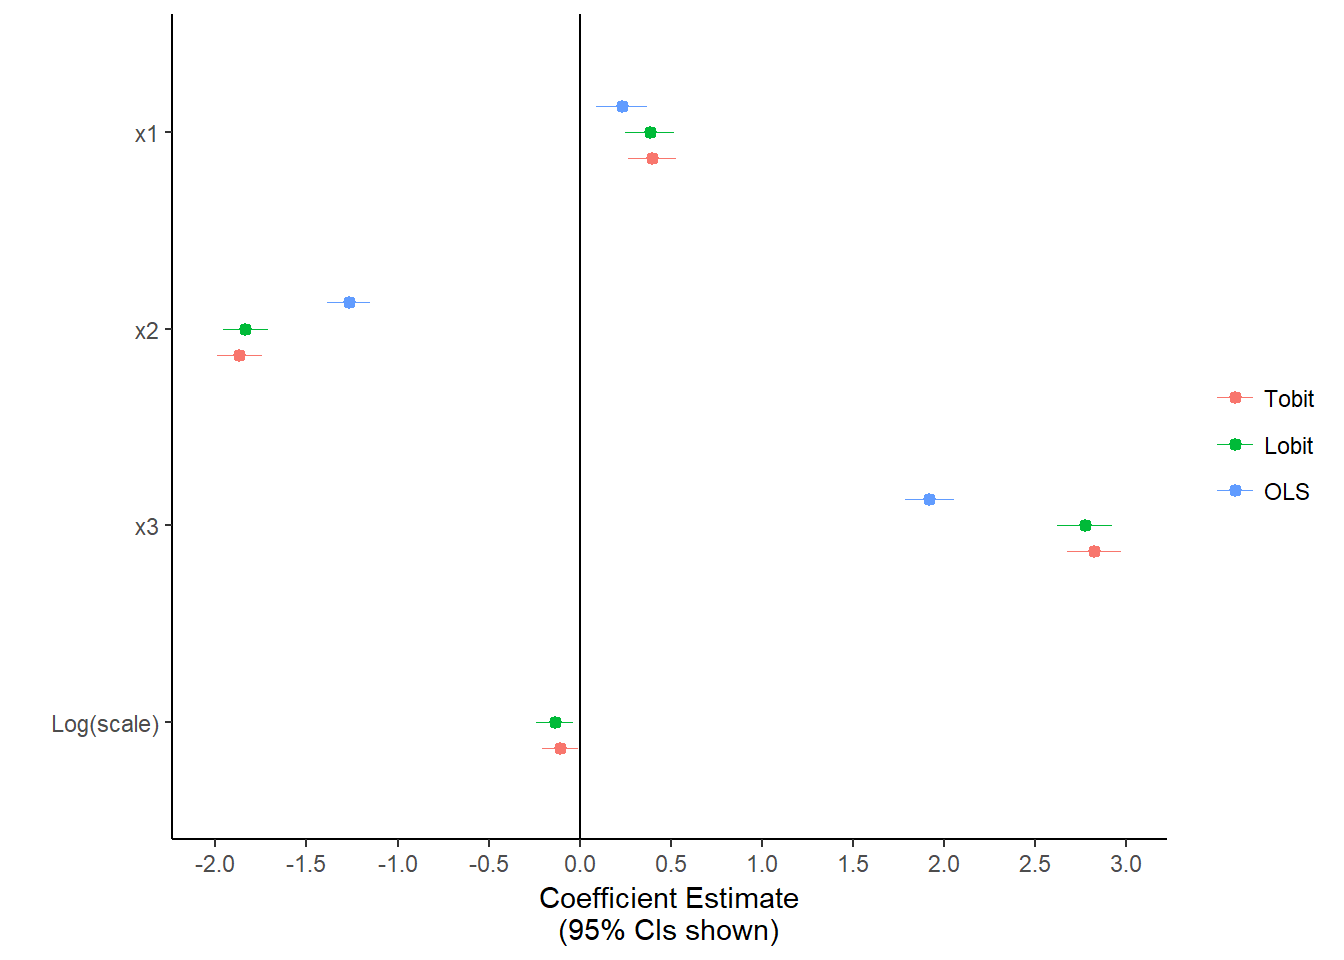 x1
x2
x3
Log(scale)
-2.0 -1.5 -1.0 -0.5 0.0 0.5 1.0 1.5 2.0 2.5 3.0
Coefficient Estimate
(95% CIs shown)
Tobit
Lobit
OLS